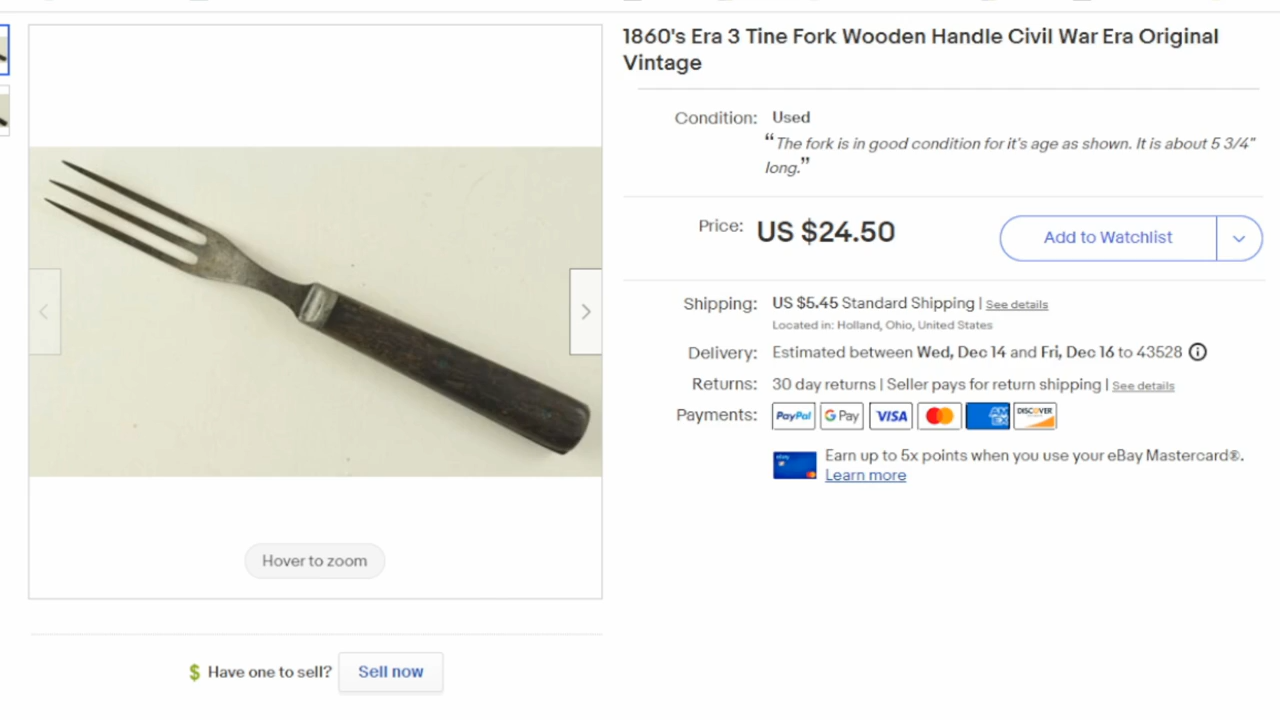 1860's Era 3 Tine Fork Wooden Handle Civil War Era Original
Vintage
Condition: Used
“The fork is in good condition for it's age as shown. It is about 5 3/4"
long.”
Price: US $24.50
Add to Watchlist
Shipping: US $5.45 Standard Shipping | See details
Located in: Holland, Ohio, United States
Delivery: Estimated between Wed, Dec 14 and Fri, Dec 16 to 43528
Returns: 30 day returns | Seller pays for return shipping | See details
Payments: PayPal G Pay VISA AMEX DISCOVER
ebay
Earn up to 5x points when you use your eBay Mastercard®.
Learn more
Hover to zoom
$ Have one to sell? Sell now